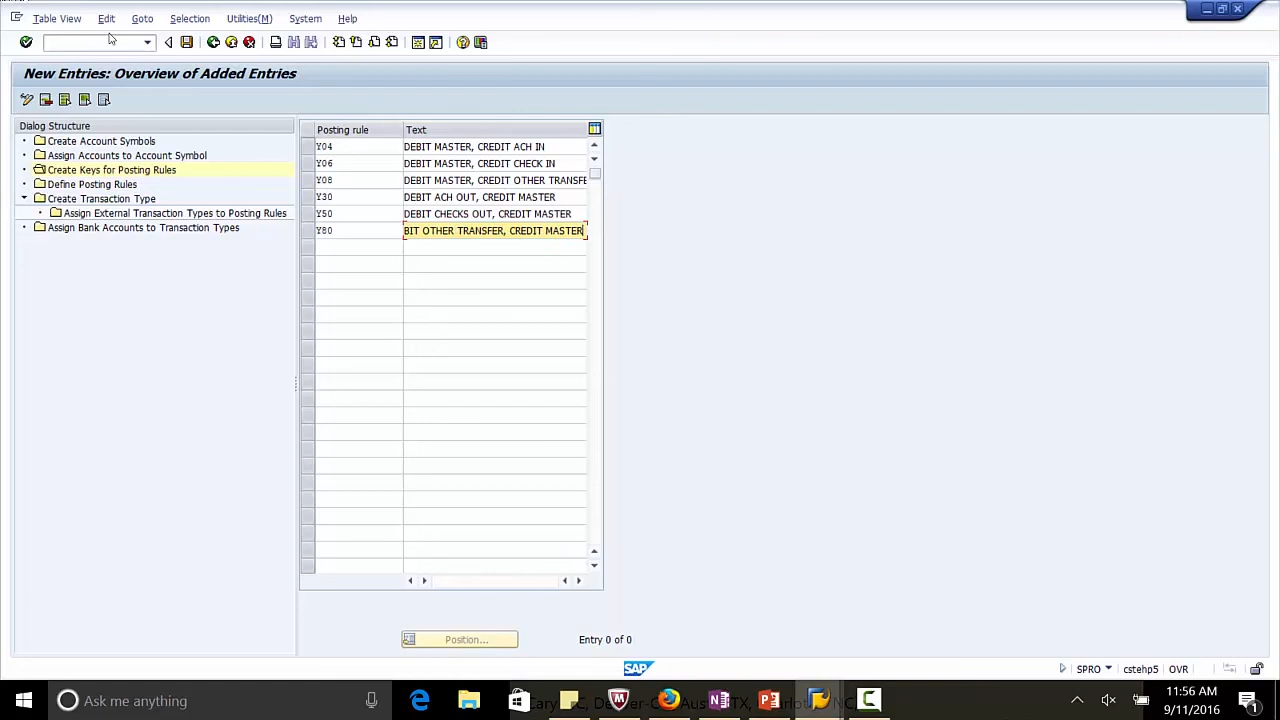 Table View Edit Goto Selection Utilities(M) System Help
New Entries: Overview of Added Entries
Dialog Structure
Create Account Symbols
Assign Accounts to Account Symbol
Create Keys for Posting Rules
Define Posting Rules
Create Transaction Type
Assign External Transaction Types to Posting Rules
Assign Bank Accounts to Transaction Types
Posting rule Text
Y04 DEBIT MASTER, CREDIT ACH IN
Y06 DEBIT MASTER, CREDIT CHECK IN
Y08 DEBIT MASTER, CREDIT OTHER TRANSFE
Y30 DEBIT ACH OUT, CREDIT MASTER
Y50 DEBIT CHECKS OUT, CREDIT MASTER
Y80 BIT OTHER TRANSFER, CREDIT MASTER
Position... Entry 0 of 0
SAP
SPRO cstehp5 OVR
Ask me anything
11:56 AM
9/11/2016
1